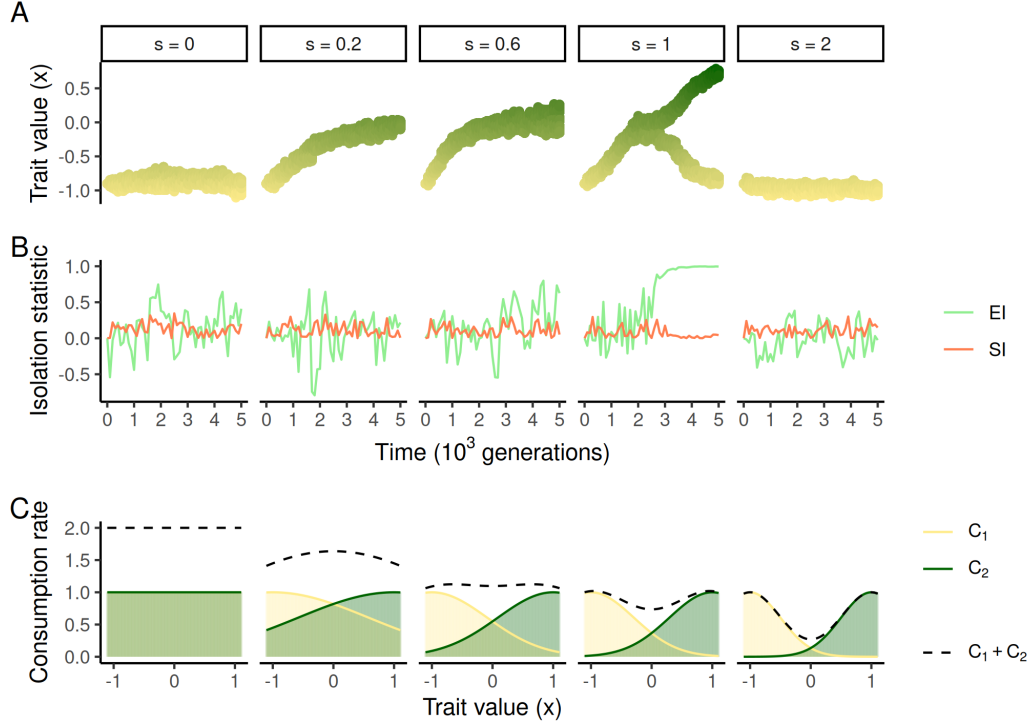 A
s = 0 s = 0.2 s = 0.6 s = 1 s = 2
Trait value (x)
0.5
0.0
-0.5
-1.0
B
Isolation statistic
1.0
0.5
0.0
-0.5
EI
SI
0 1 2 3 4 5 0 1 2 3 4 5 0 1 2 3 4 5 0 1 2 3 4 5 0 1 2 3 4 5
Time (10³ generations)
C
Consumption rate
2.0
1.5
1.0
0.5
0.0
C₁
C₂
C₁ + C₂
-1 0 1 -1 0 1 -1 0 1 -1 0 1 -1 0 1
Trait value (x)